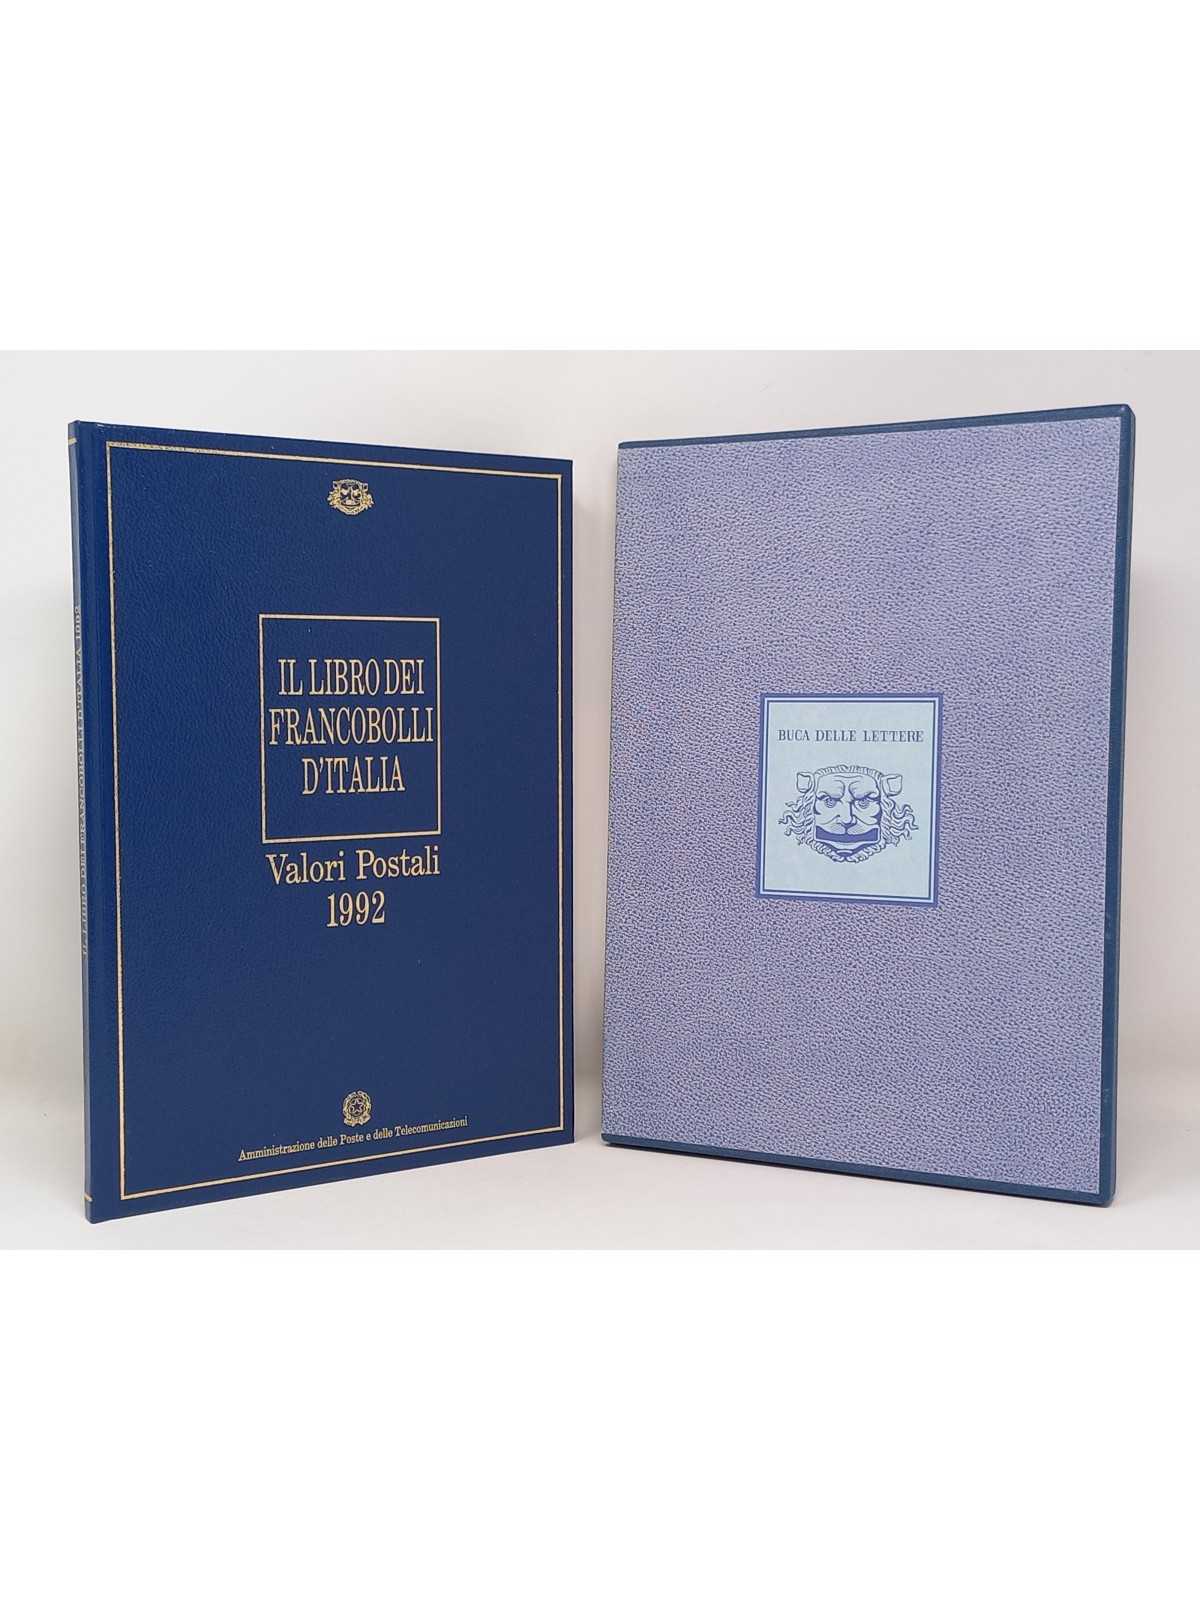 IL LIBRO DEI
FRANCOBOLLI
D'ITALIA
Valori Postali
1992
Amministrazione delle Poste e delle Telecomunicazioni
IL LIBRO DEI FRANCOBOLLI D'ITALIA 1992
BUCA DELLE LETTERE